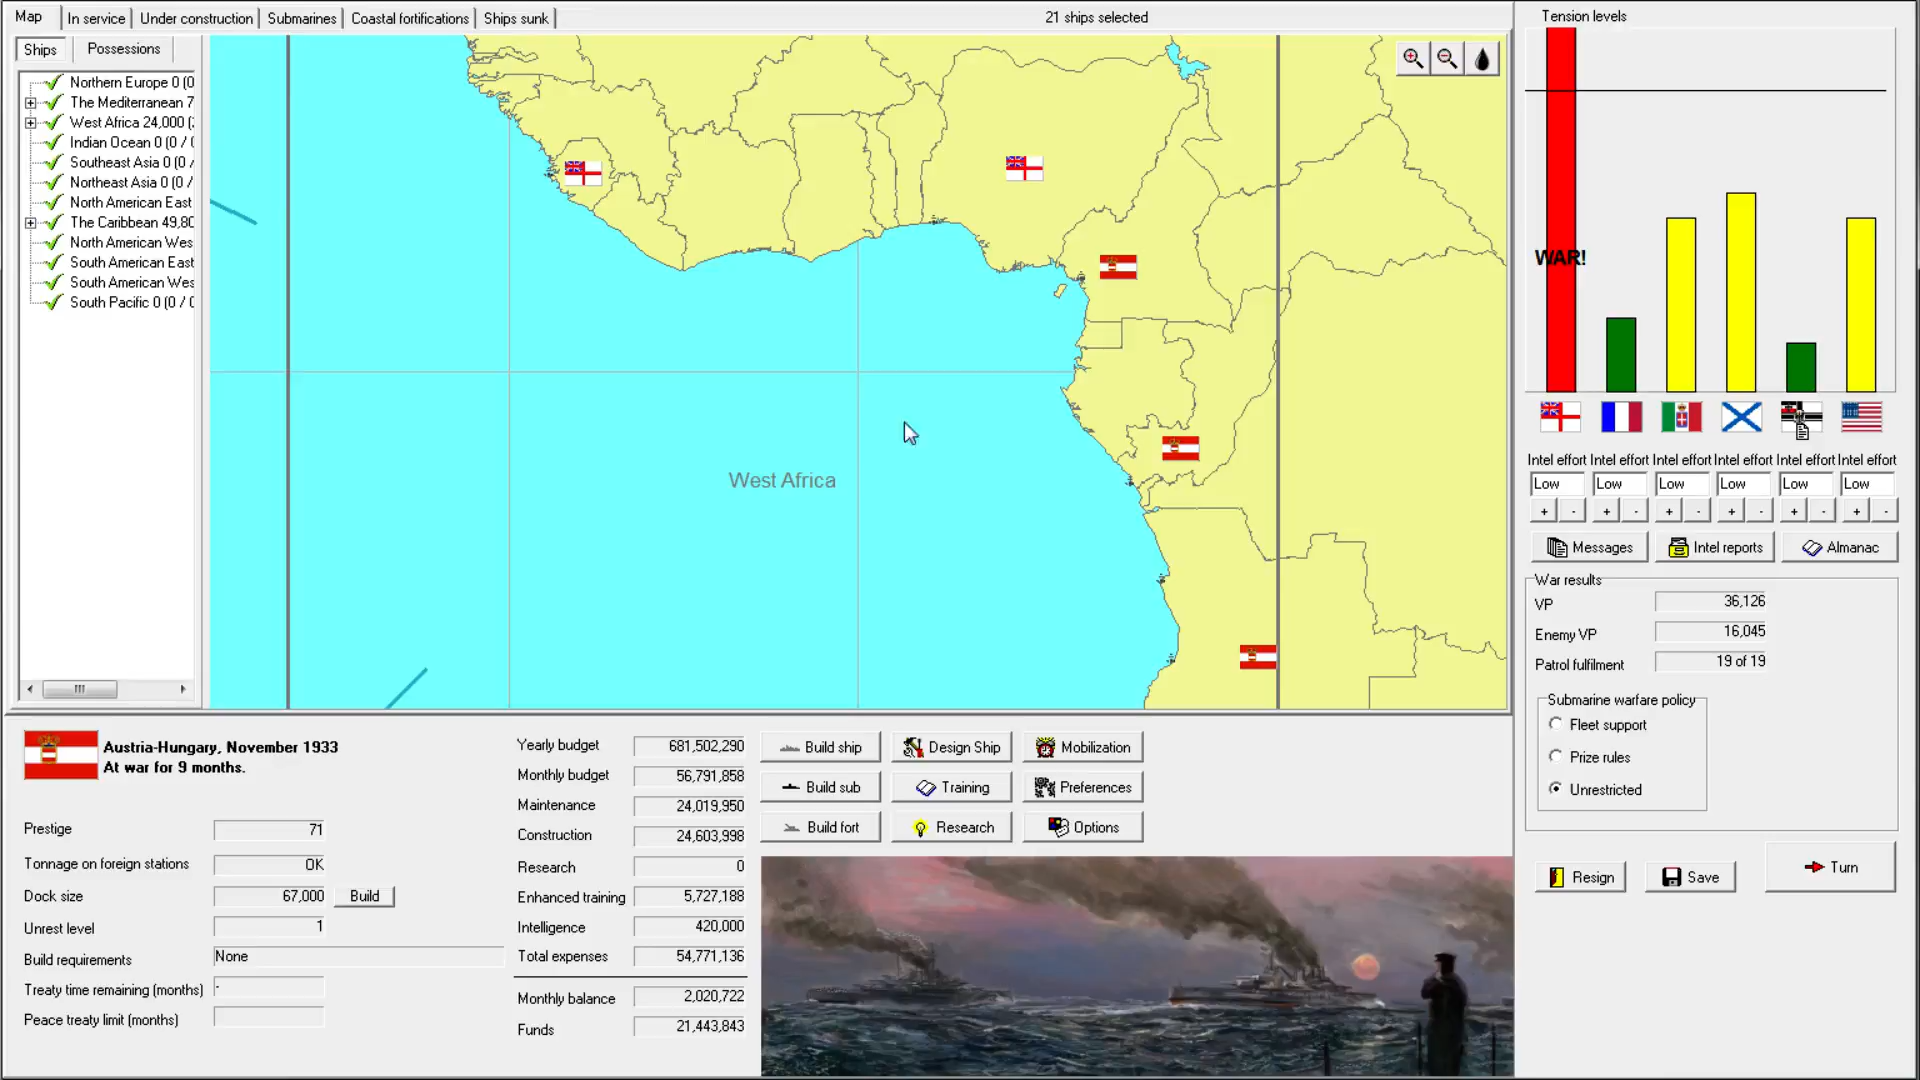 Map
In service
Under construction
Submarines
Coastal fortifications
Ships sunk
21 ships selected
Tension levels
Ships
Possessions
Northern Europe 0 (0
The Mediterranean 7
West Africa 24,000 (
Indian Ocean 0 (0 /
Southeast Asia 0 (0 /
Northeast Asia 0 (0 /
North American East
The Caribbean 49,80
North American Wes
South American East
South American Wes
South Pacific 0 (0 /
West Africa
WAR!
Intel effort Intel effort Intel effort Intel effort Intel effort Intel effort
Low Low Low Low Low Low
+ - + - + - + - + - + -
Messages
Intel reports
Almanac
War results
VP 36,126
Enemy VP 16,045
Patrol fulfilment 19 of 19
Submarine warfare policy
Fleet support
Prize rules
Unrestricted
Resign
Save
Turn
Austria-Hungary, November 1933
At war for 9 months.
Prestige 71
Tonnage on foreign stations OK
Dock size 67,000 Build
Unrest level 1
Build requirements None
Treaty time remaining (months) -
Peace treaty limit (months)
Yearly budget 681,502,290
Monthly budget 56,791,858
Maintenance 24,019,950
Construction 24,603,998
Research 0
Enhanced training 5,727,188
Intelligence 420,000
Total expenses 54,771,136
Monthly balance 2,020,722
Funds 21,443,843
Build ship
Design Ship
Mobilization
Build sub
Training
Preferences
Build fort
Research
Options